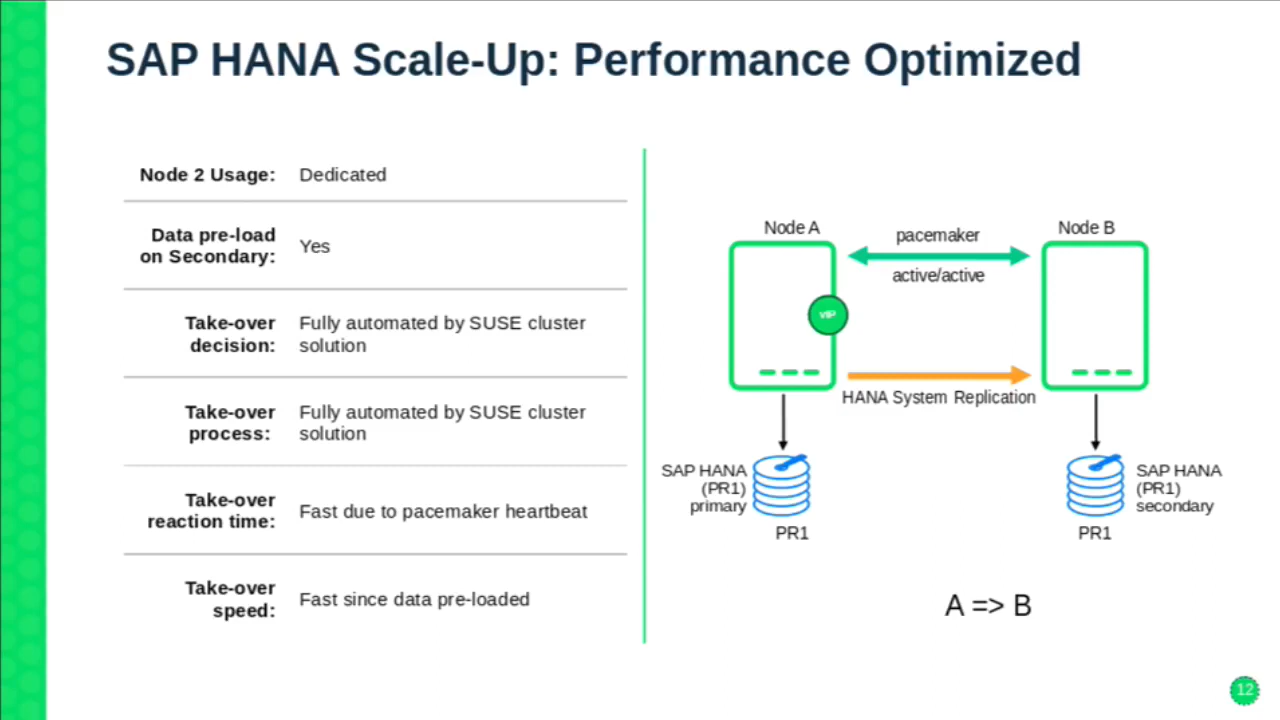 SAP HANA Scale-Up: Performance Optimized
Node 2 Usage: Dedicated
Data pre-load
on Secondary: Yes
Take-over
decision:
Fully automated by SUSE cluster
solution
Take-over
process:
Fully automated by SUSE cluster
solution
Take-over
reaction time:
Fast due to pacemaker heartbeat
Take-over
speed:
Fast since data pre-loaded
Node A
pacemaker
Node B
active/active
VIP
HANA System Replication
SAP HANA
(PR1)
primary
PR1
SAP HANA
(PR1)
secondary
PR1
A => B
12